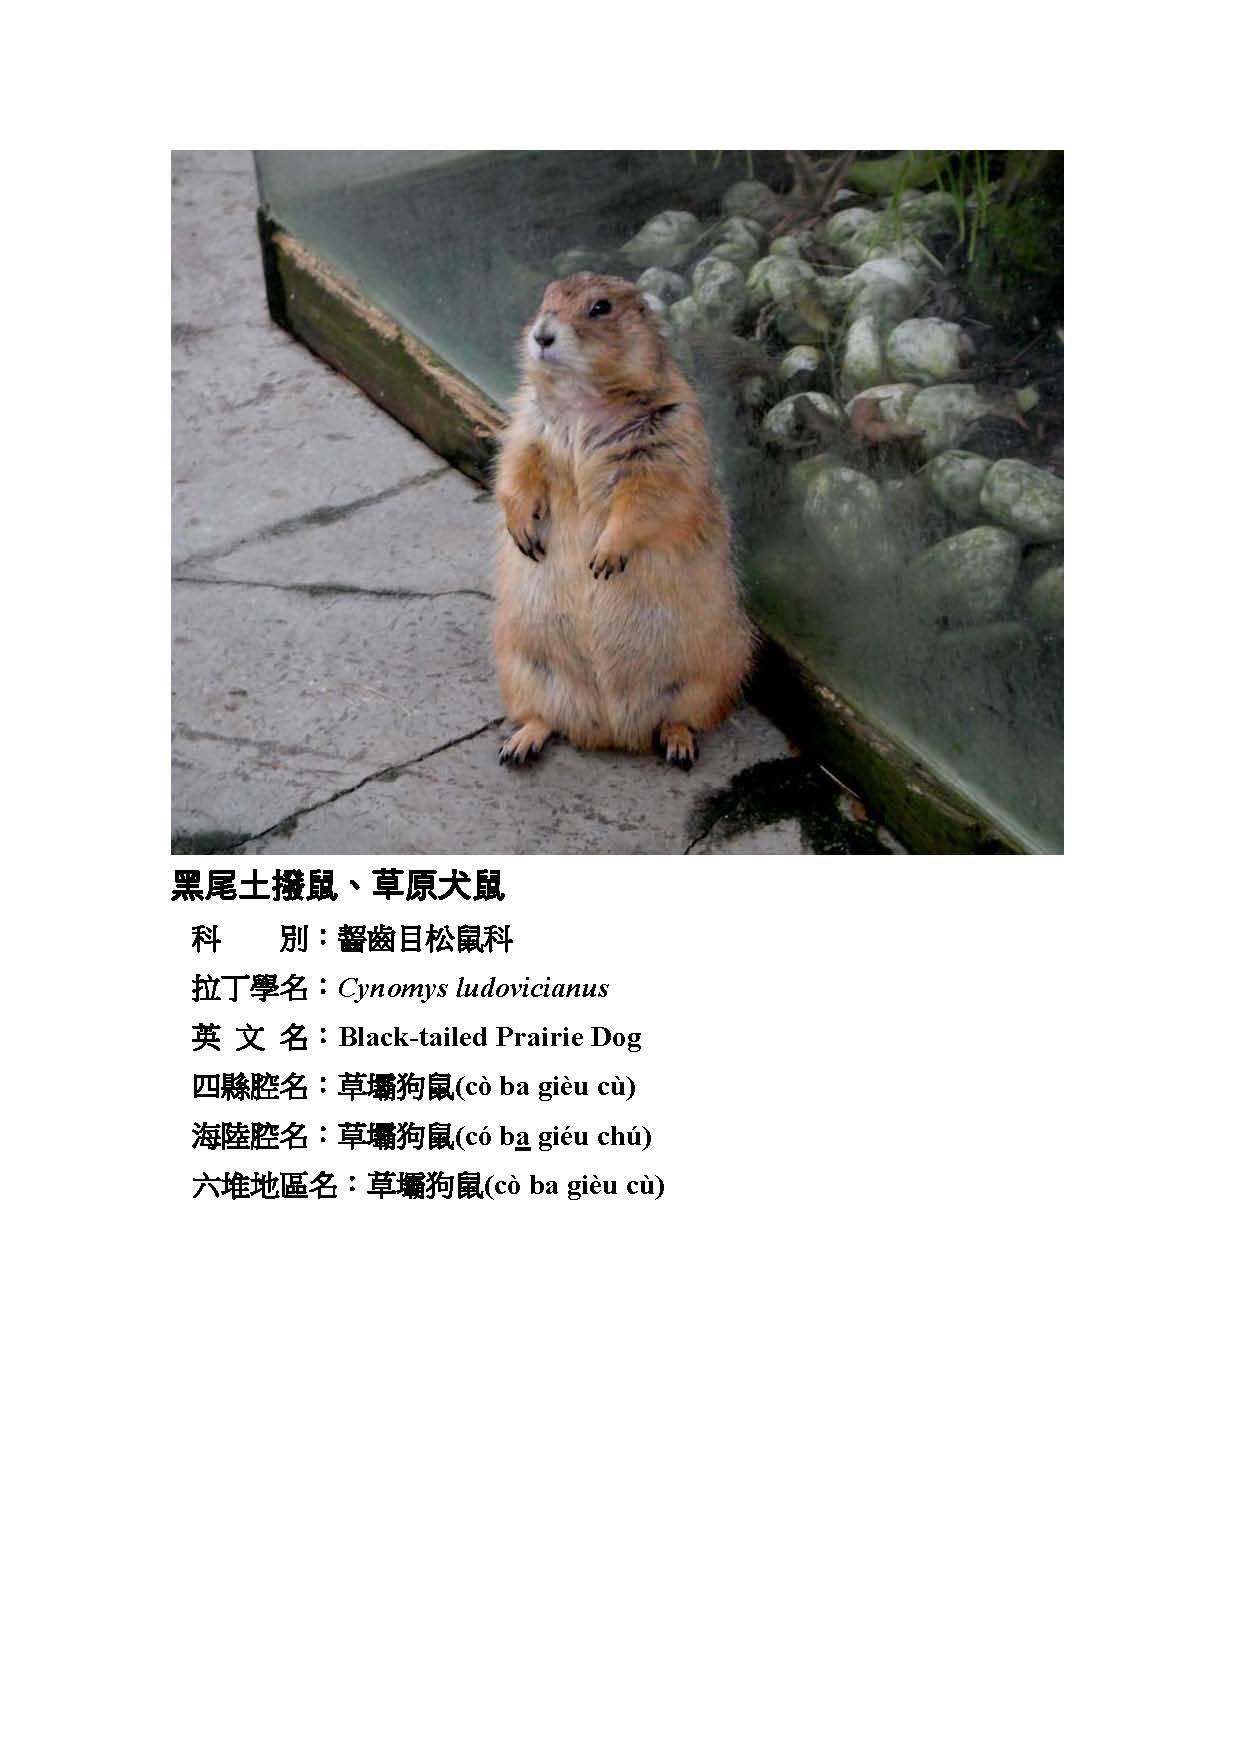 黑尾土撥鼠、草原犬鼠
科　　別：齧齒目松鼠科
拉丁學名：Cynomys ludovicianus
英 文 名：Black-tailed Prairie Dog
四縣腔名：草壩狗鼠(cò ba gièu cù)
海陸腔名：草壩狗鼠(có ba giéu chú)
六堆地區名：草壩狗鼠(cò ba gièu cù)